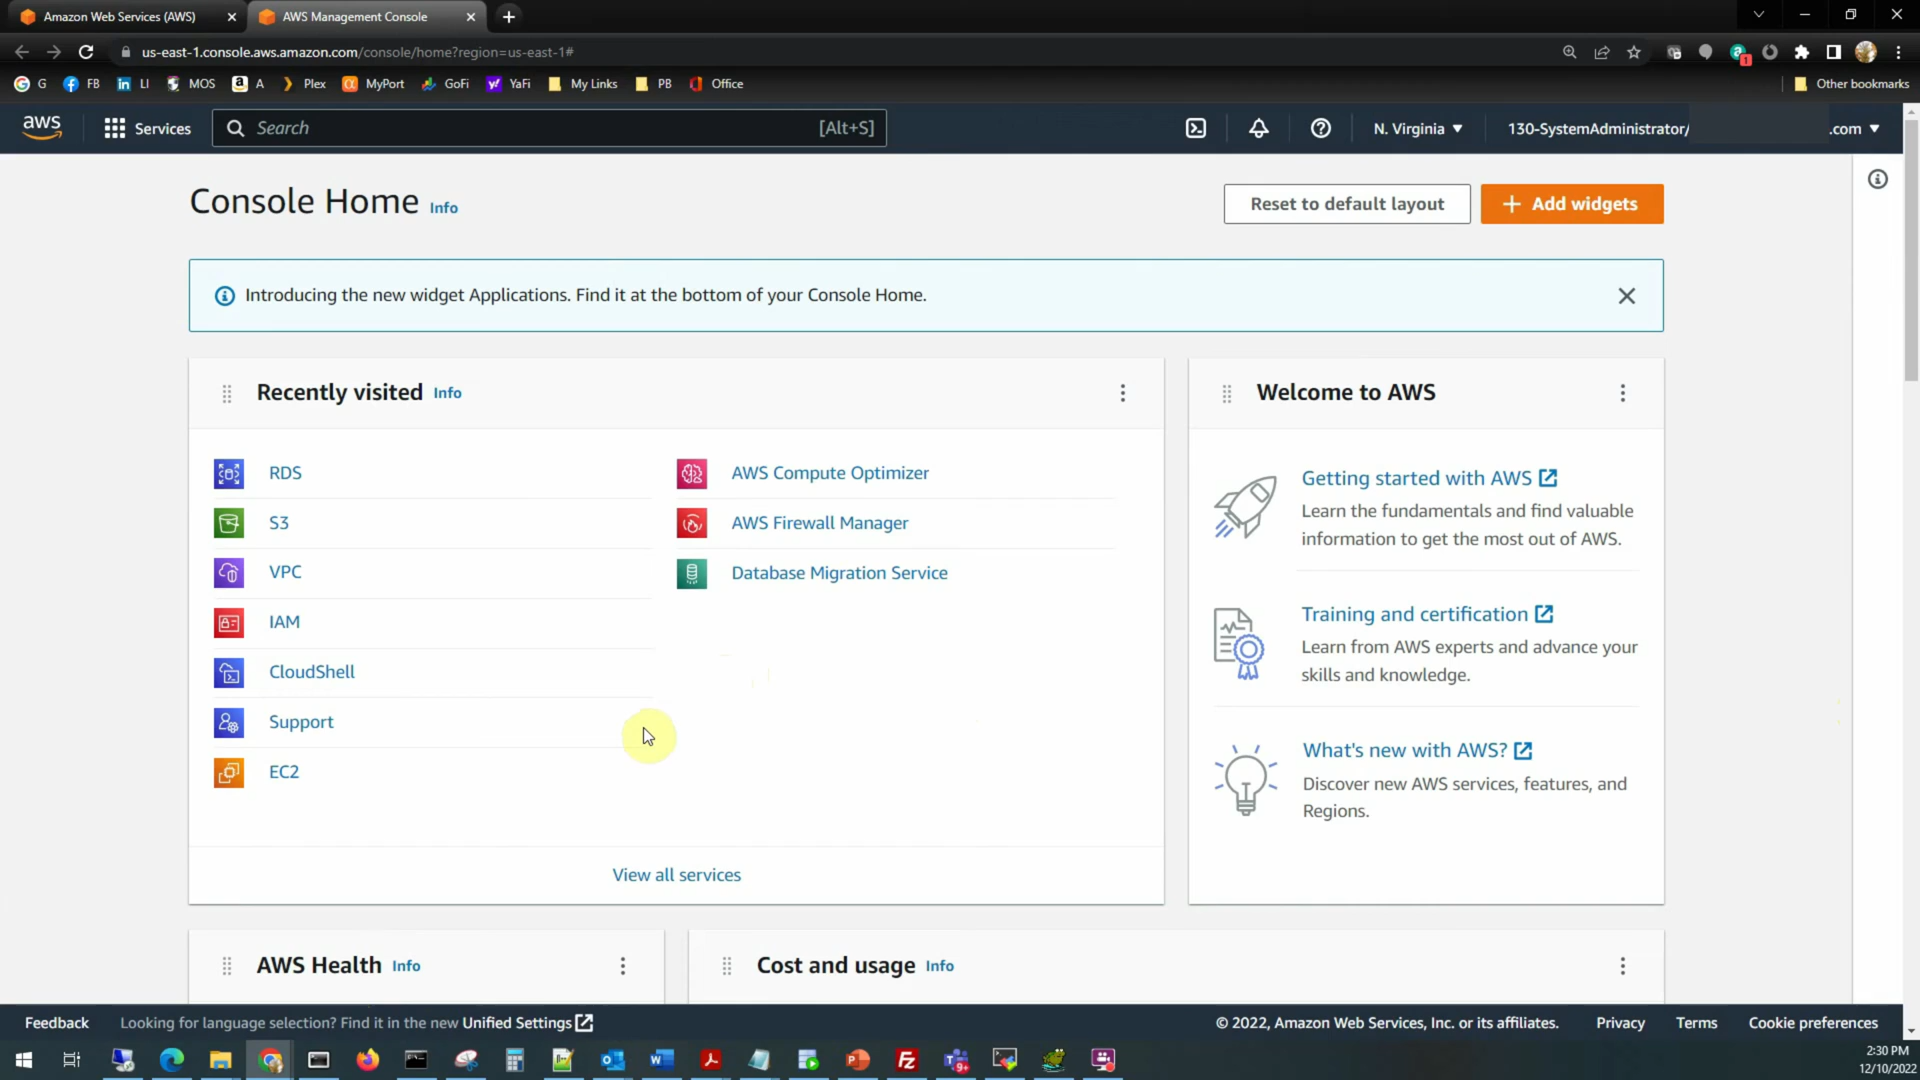 Amazon Web Services (AWS)
AWS Management Console
us-east-1.console.aws.amazon.com/console/home?region=us-east-1#
1
G
FB
LI
MOS
A
Plex
MyPort
GoFi
YaFi
My Links
PB
Office
Other bookmarks
aws
Services
Search
[Alt+S]
N. Virginia
130-SystemAdministrator/
.com
Console Home Info
Reset to default layout
Add widgets
Introducing the new widget Applications. Find it at the bottom of your Console Home.
Recently visited Info
RDS
S3
VPC
IAM
CloudShell
Support
EC2
AWS Compute Optimizer
AWS Firewall Manager
Database Migration Service
View all services
Welcome to AWS
Getting started with AWS
Learn the fundamentals and find valuable
information to get the most out of AWS.
Training and certification
Learn from AWS experts and advance your
skills and knowledge.
What's new with AWS?
Discover new AWS services, features, and
Regions.
AWS Health Info
Cost and usage Info
Feedback
Looking for language selection? Find it in the new Unified Settings
© 2022, Amazon Web Services, Inc. or its affiliates.
Privacy
Terms
Cookie preferences
9+
2:30 PM
12/10/2022